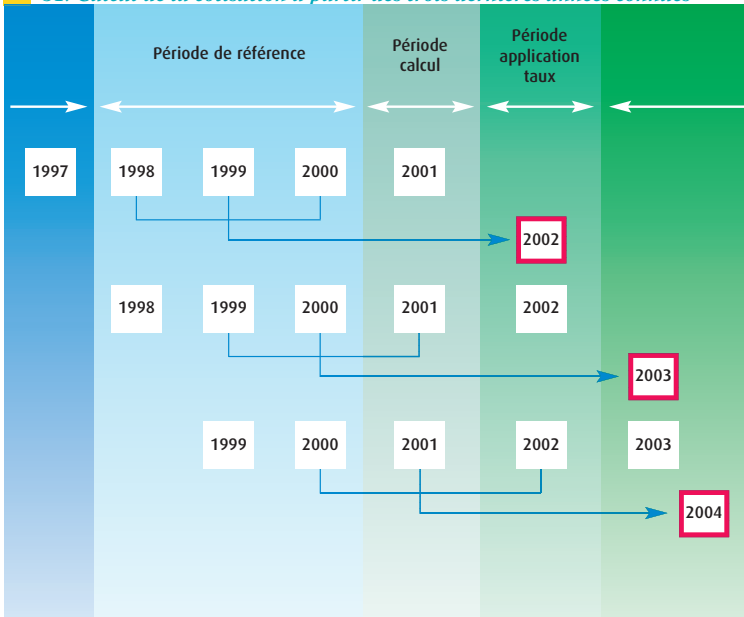 Période de référence
Période
calcul
Période
application
taux
1997 1998 1999 2000 2001
2002
1998 1999 2000 2001 2002
2003
1999 2000 2001 2002 2003
2004